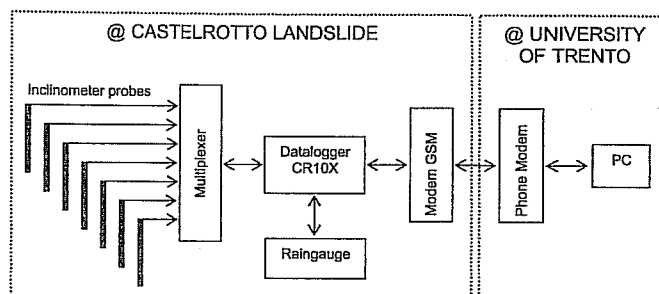 @ CASTELROTTO LANDSLIDE
@ UNIVERSITY
OF TRENTO
Inclinometer probes
Multiplexer
Datalogger
CR10X
Modem GSM
Phone Modem
PC
Raingauge